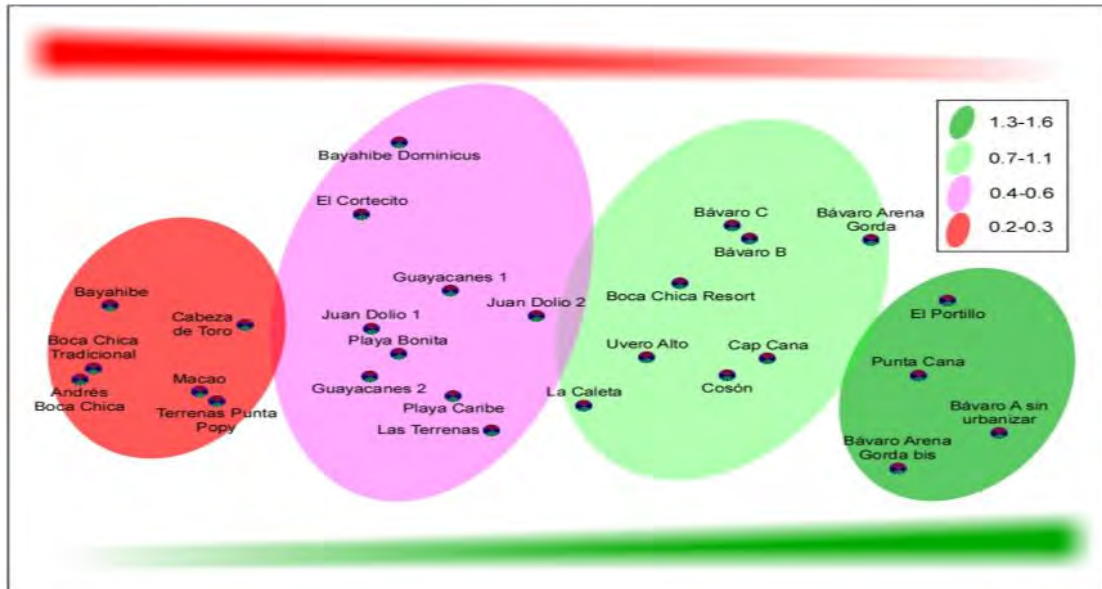 Bayahibe
Cabeza
de Toro
Boca Chica
Tradicional
Andrés
Boca Chica
Macao
Terrenas Punta
Popy
Bayahibe Dominicus
El Cortecito
Guayacanes 1
Juan Dolio 2
Juan Dolio 1
Playa Bonita
Guayacanes 2
Playa Caribe
Las Terrenas
Bávaro C
Bávaro B
Bávaro Arena
Gorda
Boca Chica Resort
Uvero Alto
Cap Cana
Cosón
La Caleta
El Portillo
Punta Cana
Bávaro A sin
urbanizar
Bávaro Arena
Gorda bis
1.3-1.6
0.7-1.1
0.4-0.6
0.2-0.3